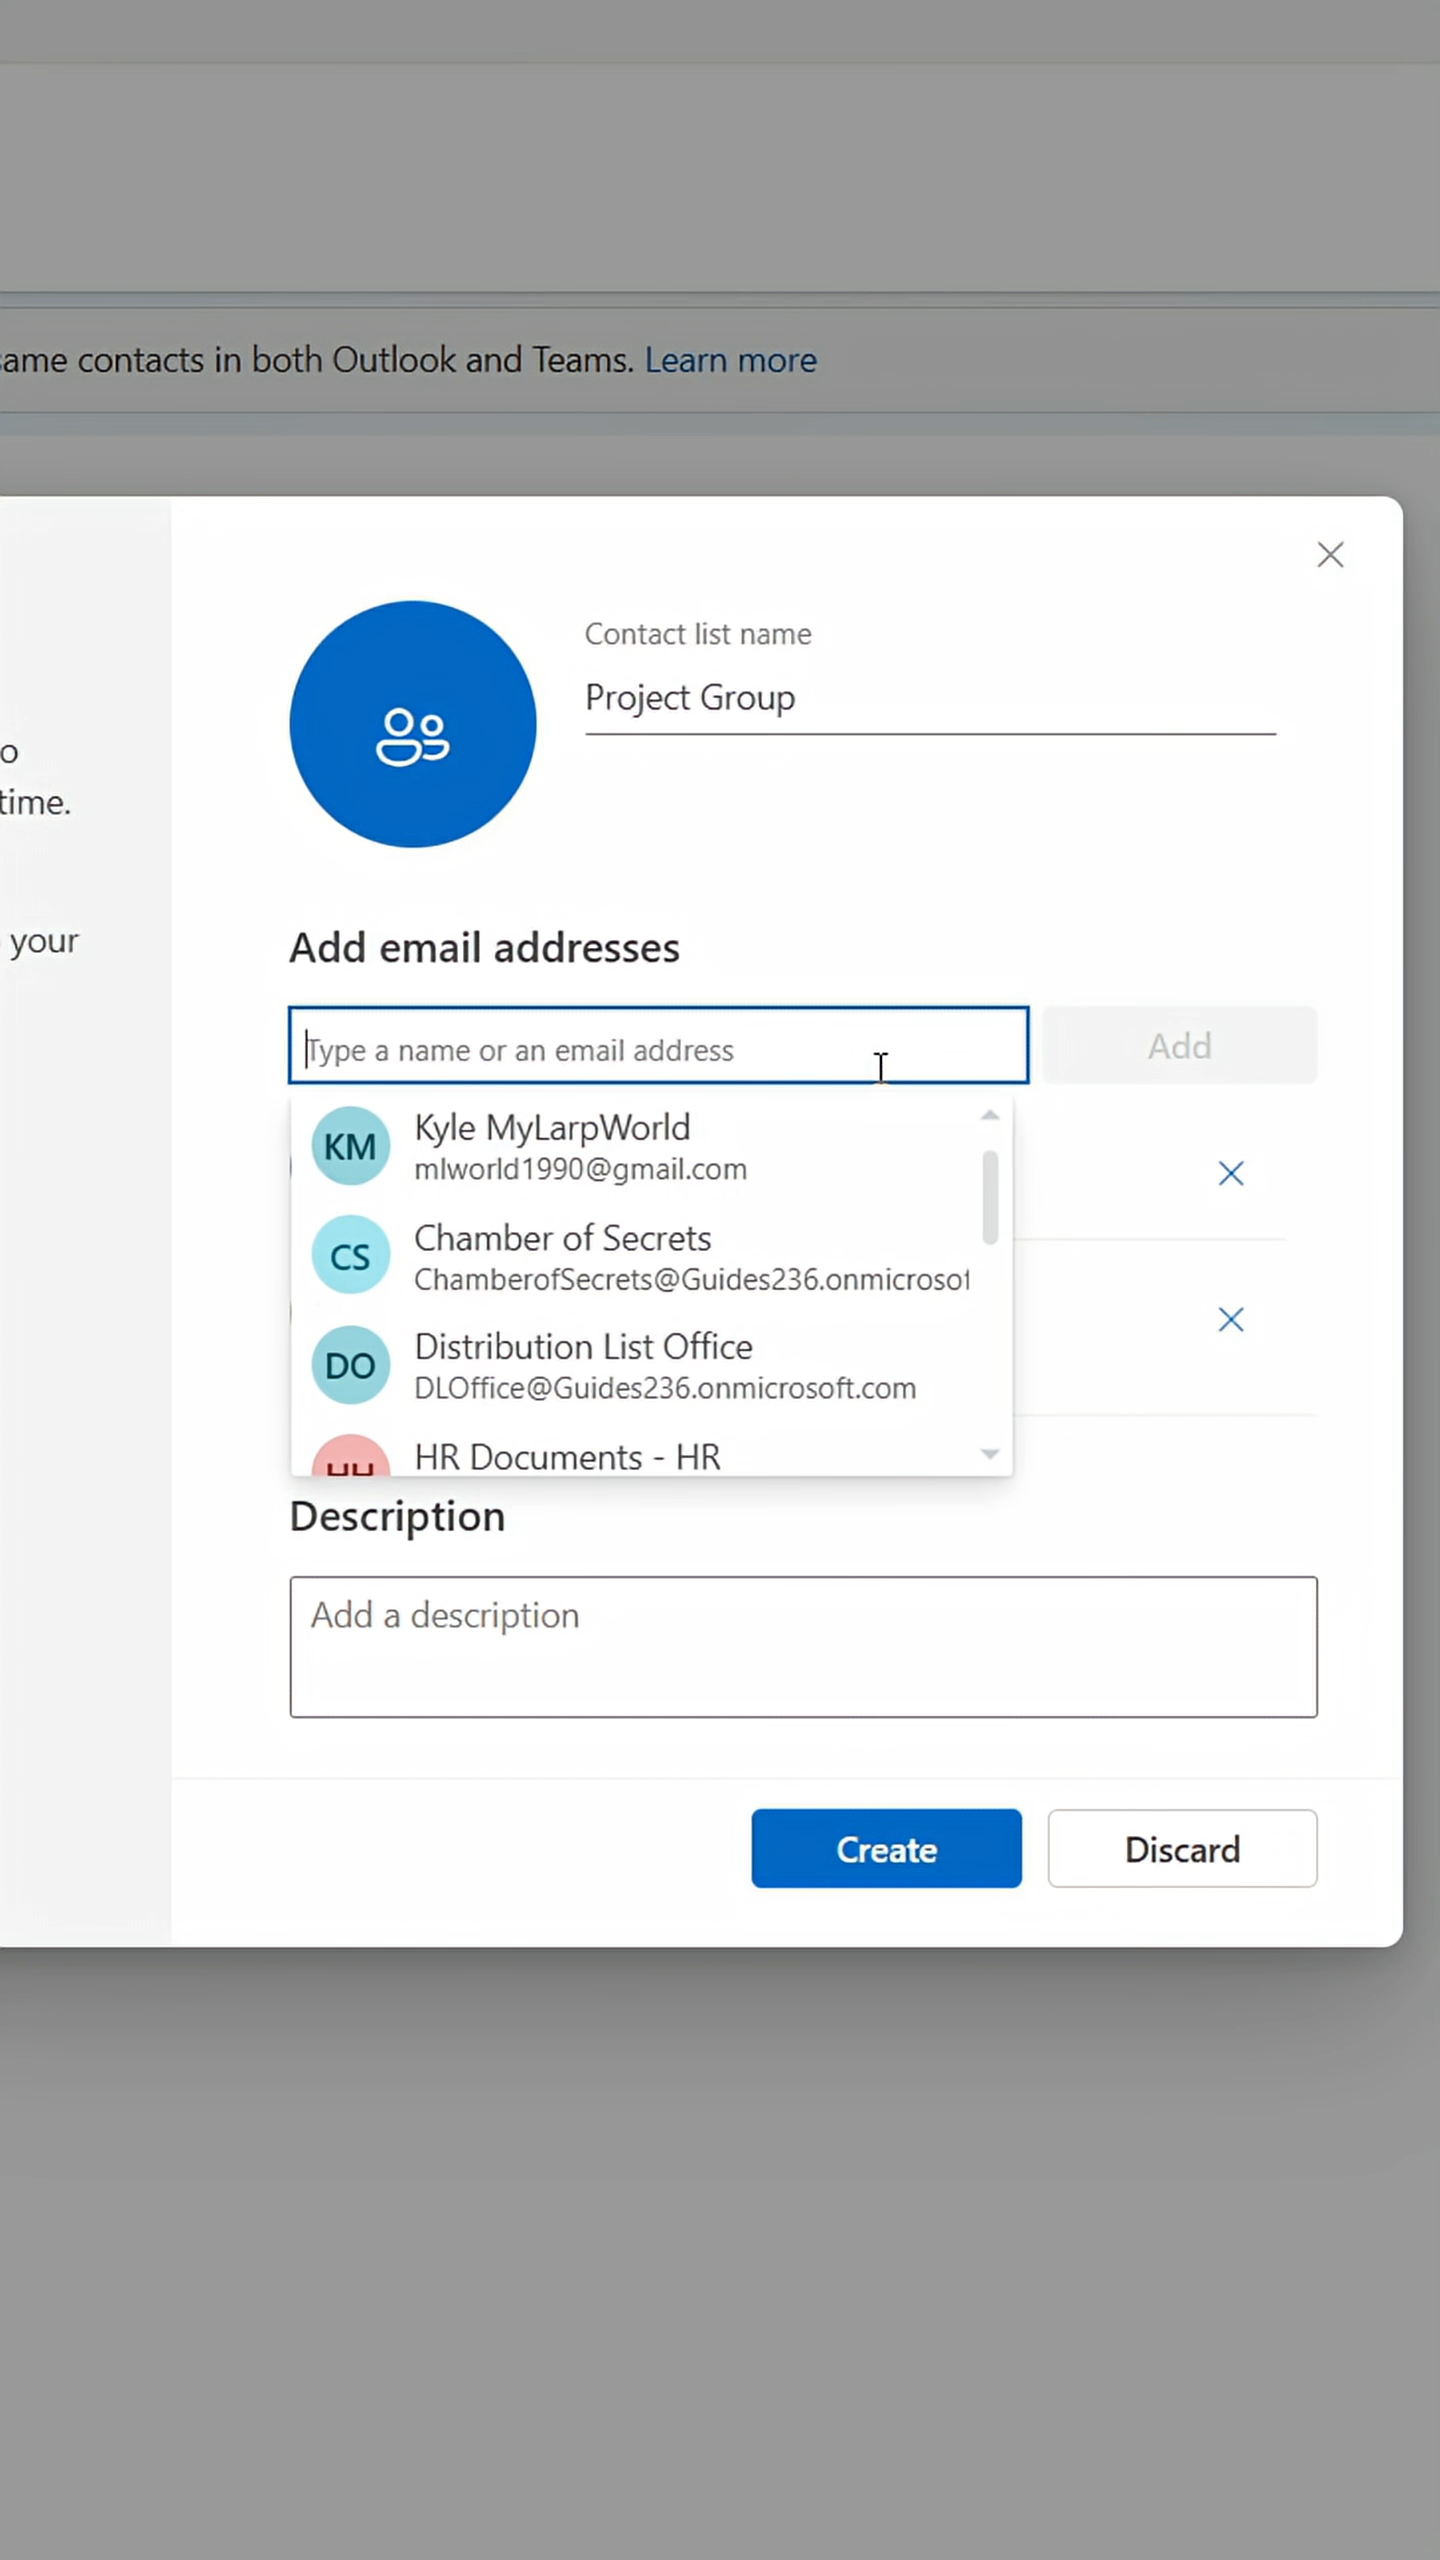 same contacts in both Outlook and Teams. Learn more
Contact list name
Project Group
o
time.
your
Add email addresses
Type a name or an email address
Add
KM
Kyle MyLarpWorld
mlworld1990@gmail.com
CS
Chamber of Secrets
ChamberofSecrets@Guides236.onmicrosof
DO
Distribution List Office
DLOffice@Guides236.onmicrosoft.com
HR Documents - HR
Description
Add a description
Create
Discard